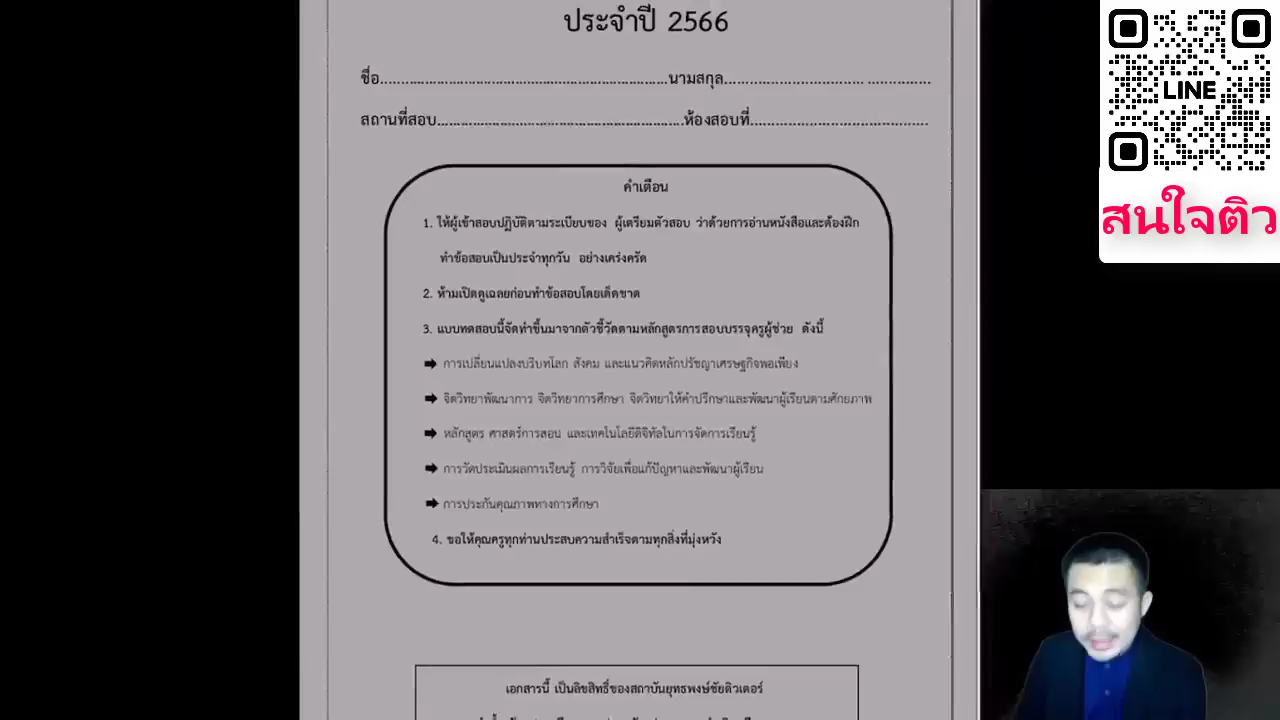 ประจำปี 2566
ชื่อ..............................................................นามสกุล............................. ..............
สถานที่สอบ......................................................ห้องสอบที่......................................
คำเตือน
1. ให้ผู้เข้าสอบปฏิบัติตามระเบียบของ ผู้เตรียมตัวสอบ ว่าด้วยการอ่านหนังสือและต้องฝึก
ทำข้อสอบเป็นประจำทุกวัน อย่างเคร่งครัด
2. ห้ามเปิดดูเฉลยก่อนทำข้อสอบโดยเด็ดขาด
3. แบบทดสอบนี้จัดทำขึ้นมาจากตัวชี้วัดตามหลักสูตรการสอบบรรจุครูผู้ช่วย ดังนี้
➡ การเปลี่ยนแปลงบริบทโลก สังคม และแนวคิดหลักปรัชญาเศรษฐกิจพอเพียง
➡ จิตวิทยาพัฒนาการ จิตวิทยาการศึกษา จิตวิทยาให้คำปรึกษาและพัฒนาผู้เรียนตามศักยภาพ
➡ หลักสูตร ศาสตร์การสอน และเทคโนโลยีดิจิทัลในการจัดการเรียนรู้
➡ การวัดประเมินผลการเรียนรู้ การวิจัยเพื่อแก้ปัญหาและพัฒนาผู้เรียน
➡ การประกันคุณภาพทางการศึกษา
4. ขอให้คุณครูทุกท่านประสบความสำเร็จตามทุกสิ่งที่มุ่งหวัง
เอกสารนี้ เป็นลิขสิทธิ์ของสถาบันยุทธพงษ์ชัยติวเตอร์
LINE
สนใจติว